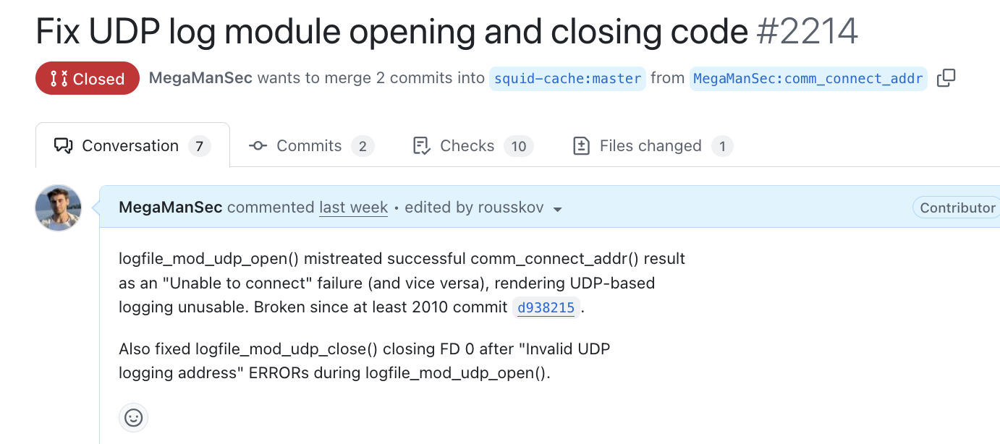 Fix UDP log module opening and closing code #2214
Closed MegaManSec wants to merge 2 commits into squid-cache:master from MegaManSec:comm_connect_addr
Conversation 7 Commits 2 Checks 10 Files changed 1
MegaManSec commented last week • edited by rousskov Contributor
logfile_mod_udp_open() mistreated successful comm_connect_addr() result
as an "Unable to connect" failure (and vice versa), rendering UDP-based
logging unusable. Broken since at least 2010 commit d938215.
Also fixed logfile_mod_udp_close() closing FD 0 after "Invalid UDP
logging address" ERRORs during logfile_mod_udp_open().